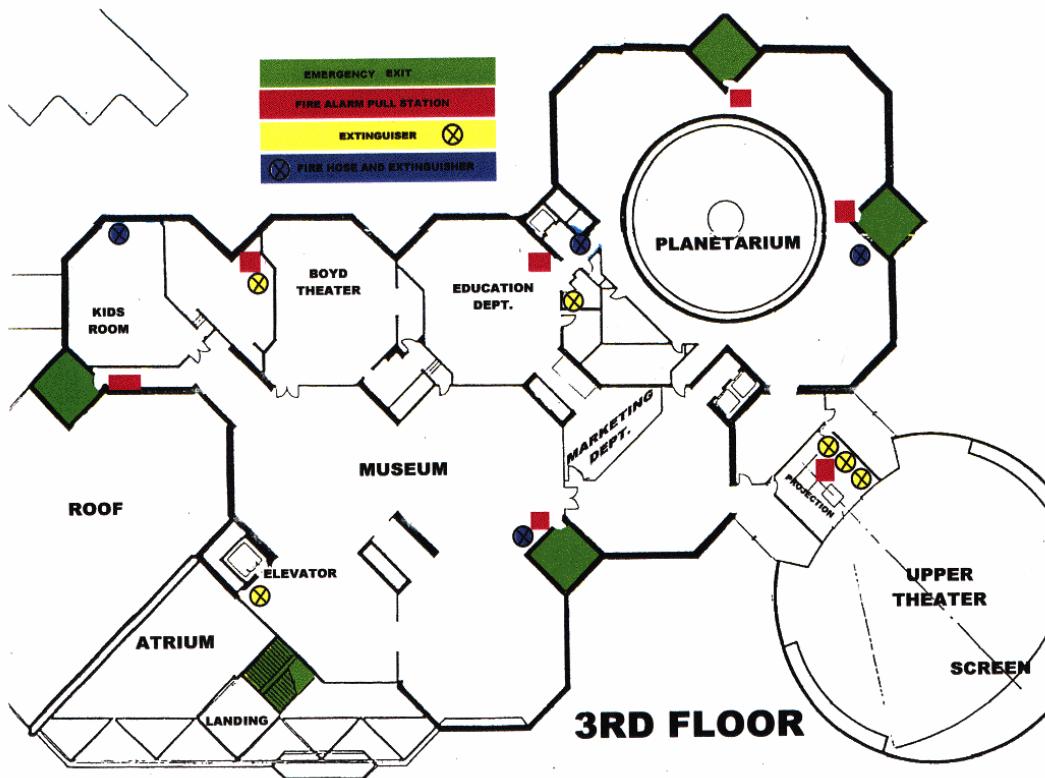 EMERGENCY EXIT
FIRE ALARM PULL STATION
EXTINGUISER
FIRE HOSE AND EXTINGUISHER
PLANETARIUM
BOYD
THEATER
EDUCATION
DEPT.
KIDS
ROOM
MARKETING
DEPT.
MUSEUM
PROJECTION
ROOF
ELEVATOR
UPPER
THEATER
ATRIUM
SCREEN
LANDING
3RD FLOOR